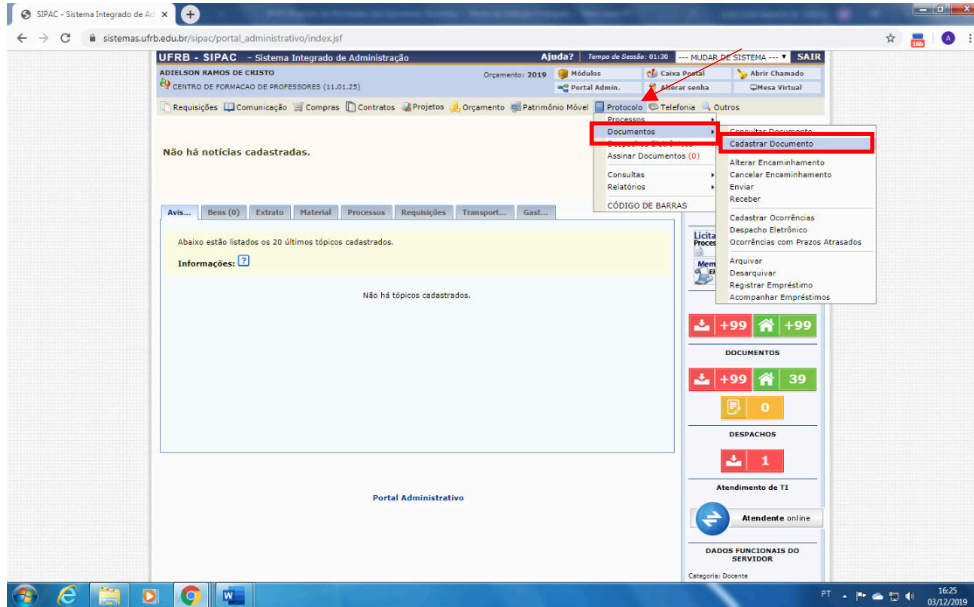 SIPAC - Sistema Integrado de Ad
sistemas.ufrb.edu.br/sipac/portal_administrativo/index.jsf
UFRB - SIPAC - Sistema Integrado de Administração
Ajuda? Tempo de Sessão: 01:30 --- MUDAR DE SISTEMA --- SAIR
ADIELSON RAMOS DE CRISTO Orçamento: 2019 Módulos Caixa Postal Abrir Chamado
CENTRO DE FORMACAO DE PROFESSORES (11.01.25) Portal Admin. Alterar senha Mesa Virtual
Requisições Comunicação Compras Contratos Projetos Orçamento Patrimônio Móvel Protocolo Telefonia Outros
Processos
Documentos
Despachos Eletrônicos
Assinar Documentos (0)
Consultas
Relatórios
CÓDIGO DE BARRAS
Consultar Documento
Cadastrar Documento
Alterar Encaminhamento
Cancelar Encaminhamento
Enviar
Receber
Cadastrar Ocorrências
Despacho Eletrônico
Ocorrências com Prazos Atrasados
Arquivar
Desarquivar
Registrar Empréstimo
Acompanhar Empréstimos
Não há notícias cadastradas.
Avis... Bens (0) Extrato Material Processos Requisições Transport... Gast...
Abaixo estão listados os 20 últimos tópicos cadastrados.
Informações: ?
Não há tópicos cadastrados.
Licita
Proces
Mem
+99 +99
DOCUMENTOS
+99 39
0
DESPACHOS
1
Atendimento de TI
Atendente online
DADOS FUNCIONAIS DO
SERVIDOR
Categoria: Docente
Portal Administrativo
PT 16:25
03/12/2019